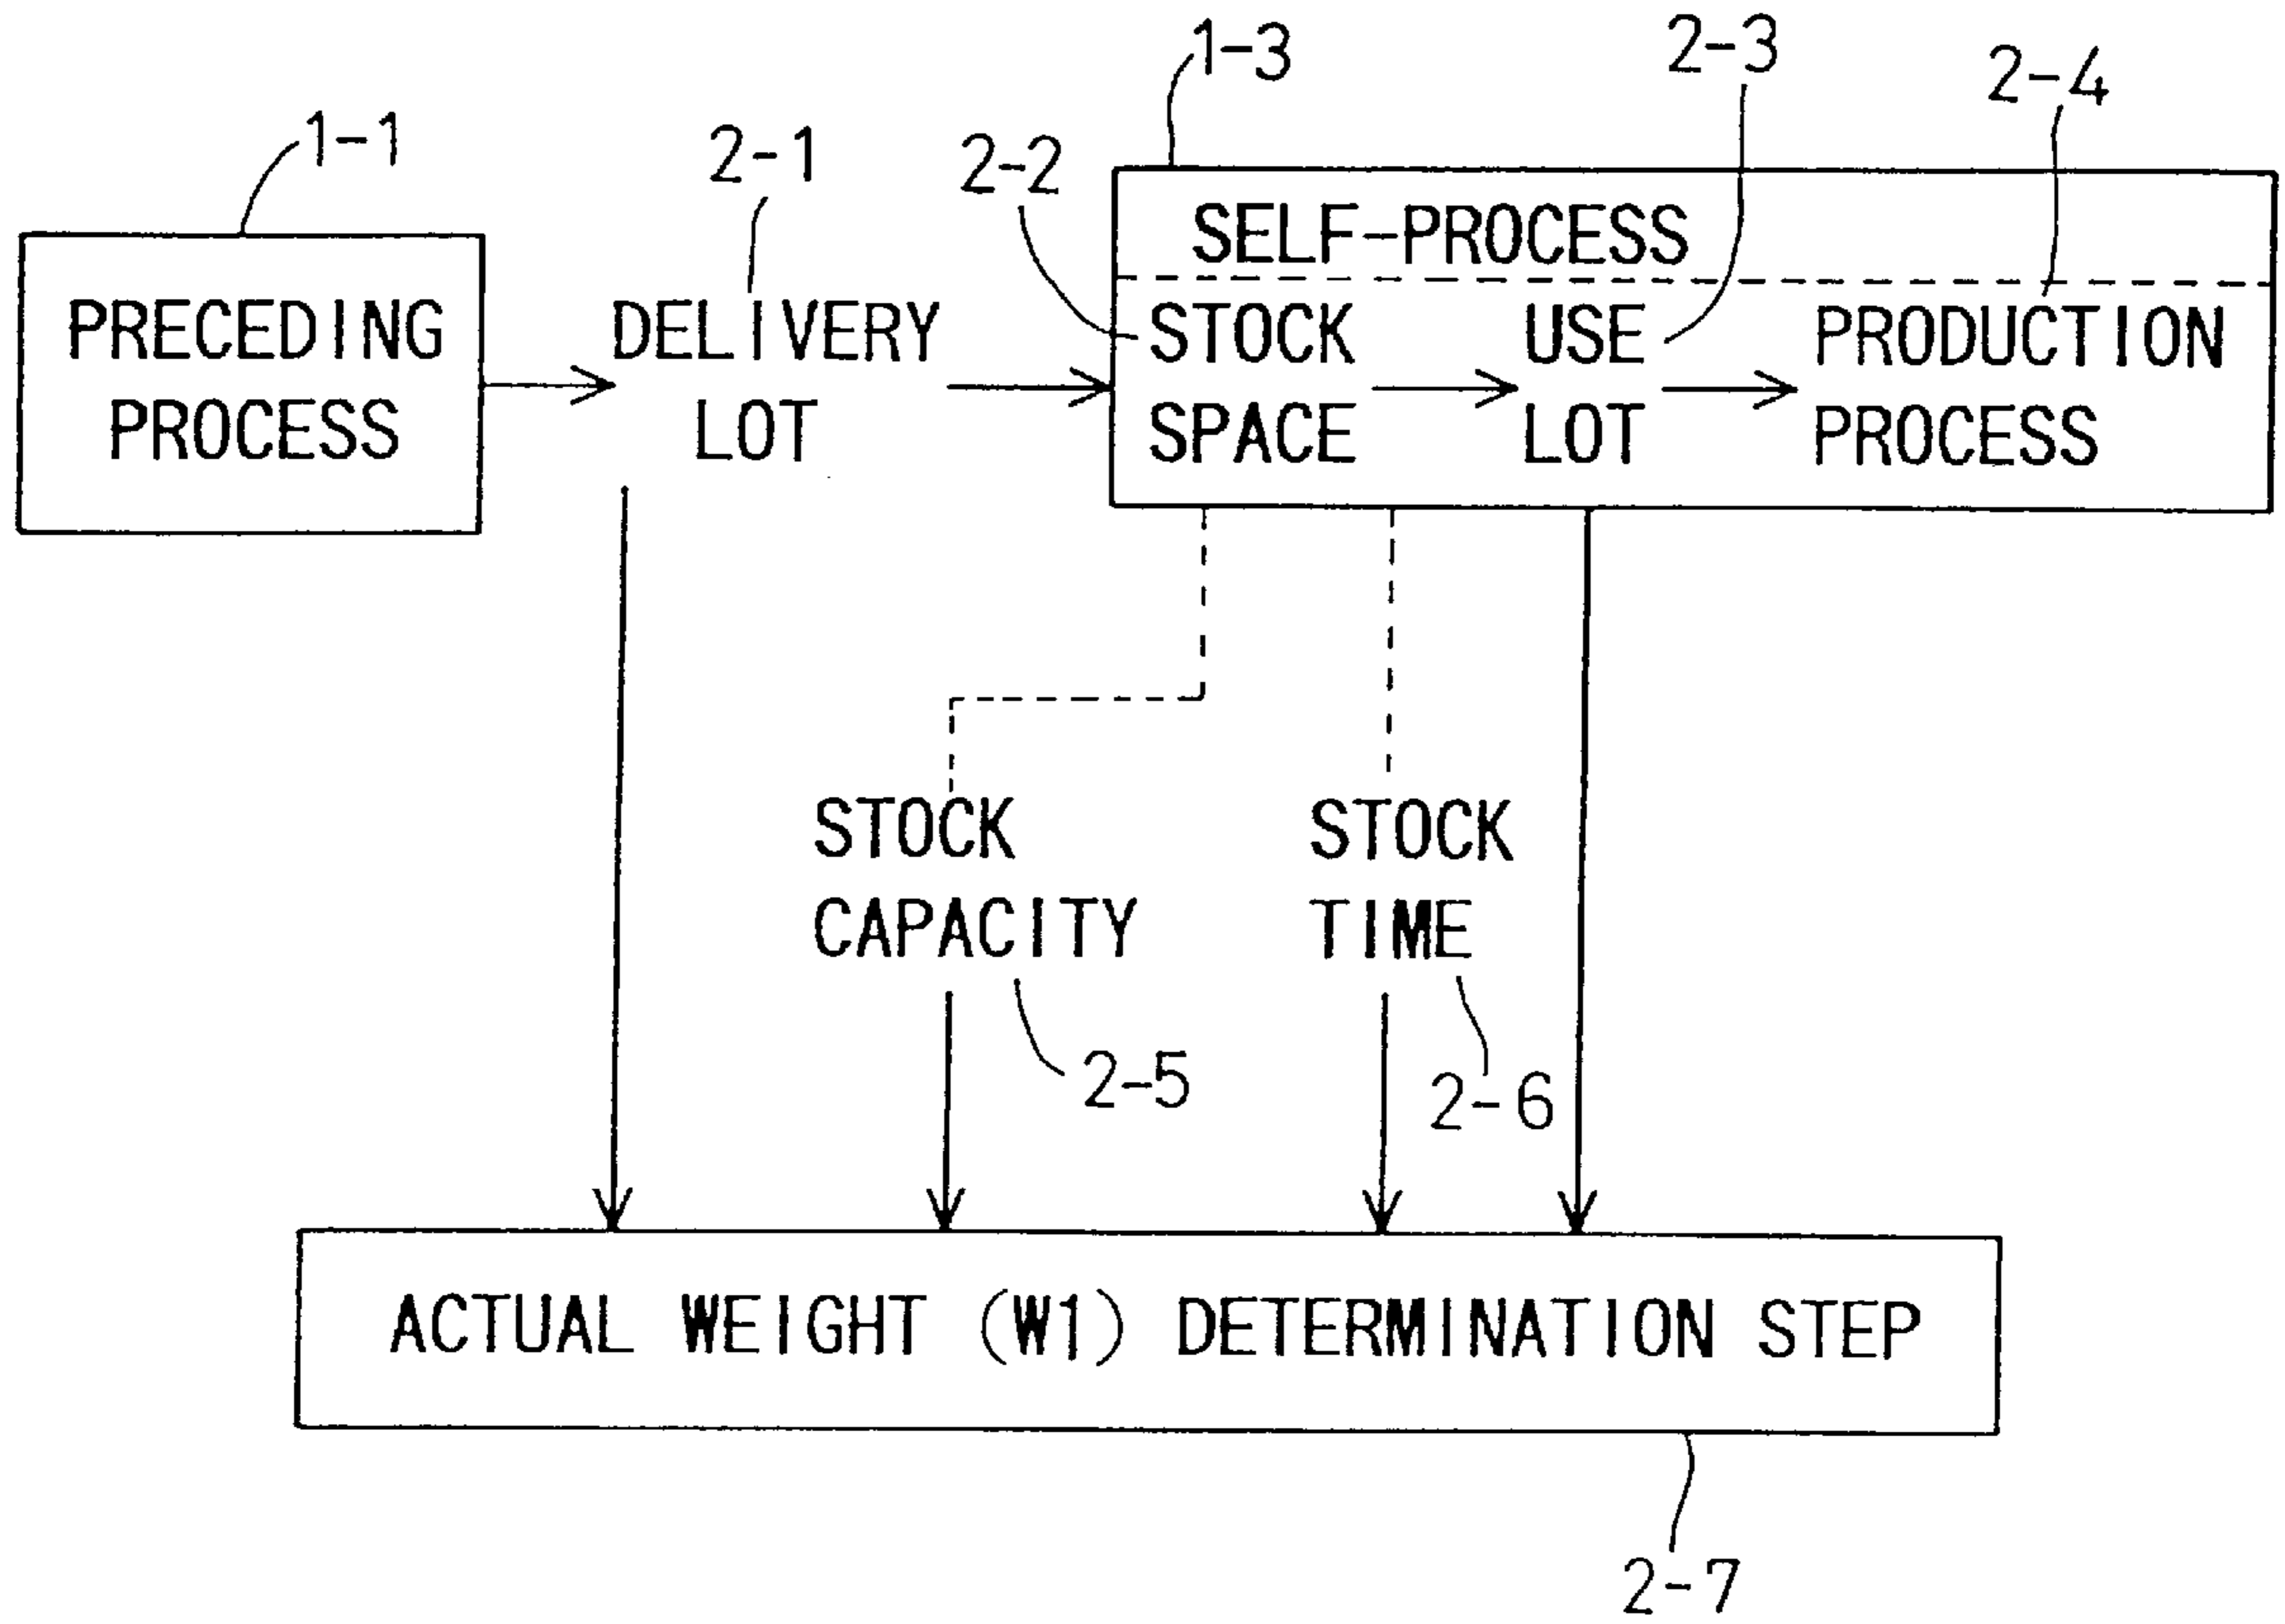 1-3
2-3
2-4
1-1
2-1
2-2
SELF-PROCESS
PRECEDING
PROCESS
DELIVERY
LOT
STOCK
SPACE
USE
LOT
PRODUCTION
PROCESS
STOCK
CAPACITY
STOCK
TIME
2-5
2-6
ACTUAL WEIGHT (W1) DETERMINATION STEP
2-7